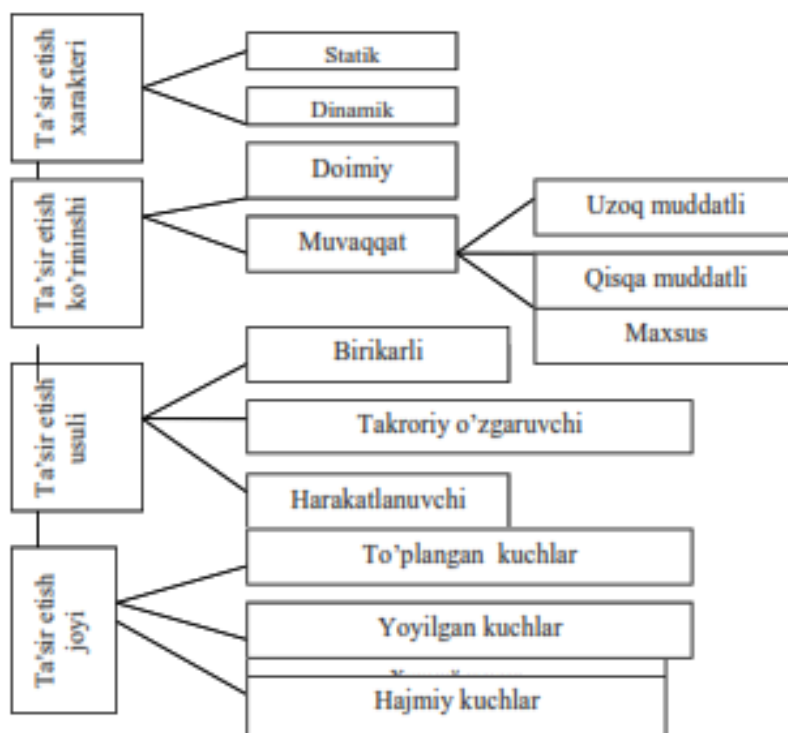 Ta'sir etish
xarakteri
Statik
Dinamik
Ta'sir etish
ko'rininshi
Doimiy
Muvaqqat
Uzoq muddatli
Qisqa muddatli
Maxsus
Ta'sir etish
usuli
Birikarli
Takroriy o'zgaruvchi
Harakatlanuvchi
Ta'sir etish
joyi
To'plangan kuchlar
Yoyilgan kuchlar
Hajmiy kuchlar